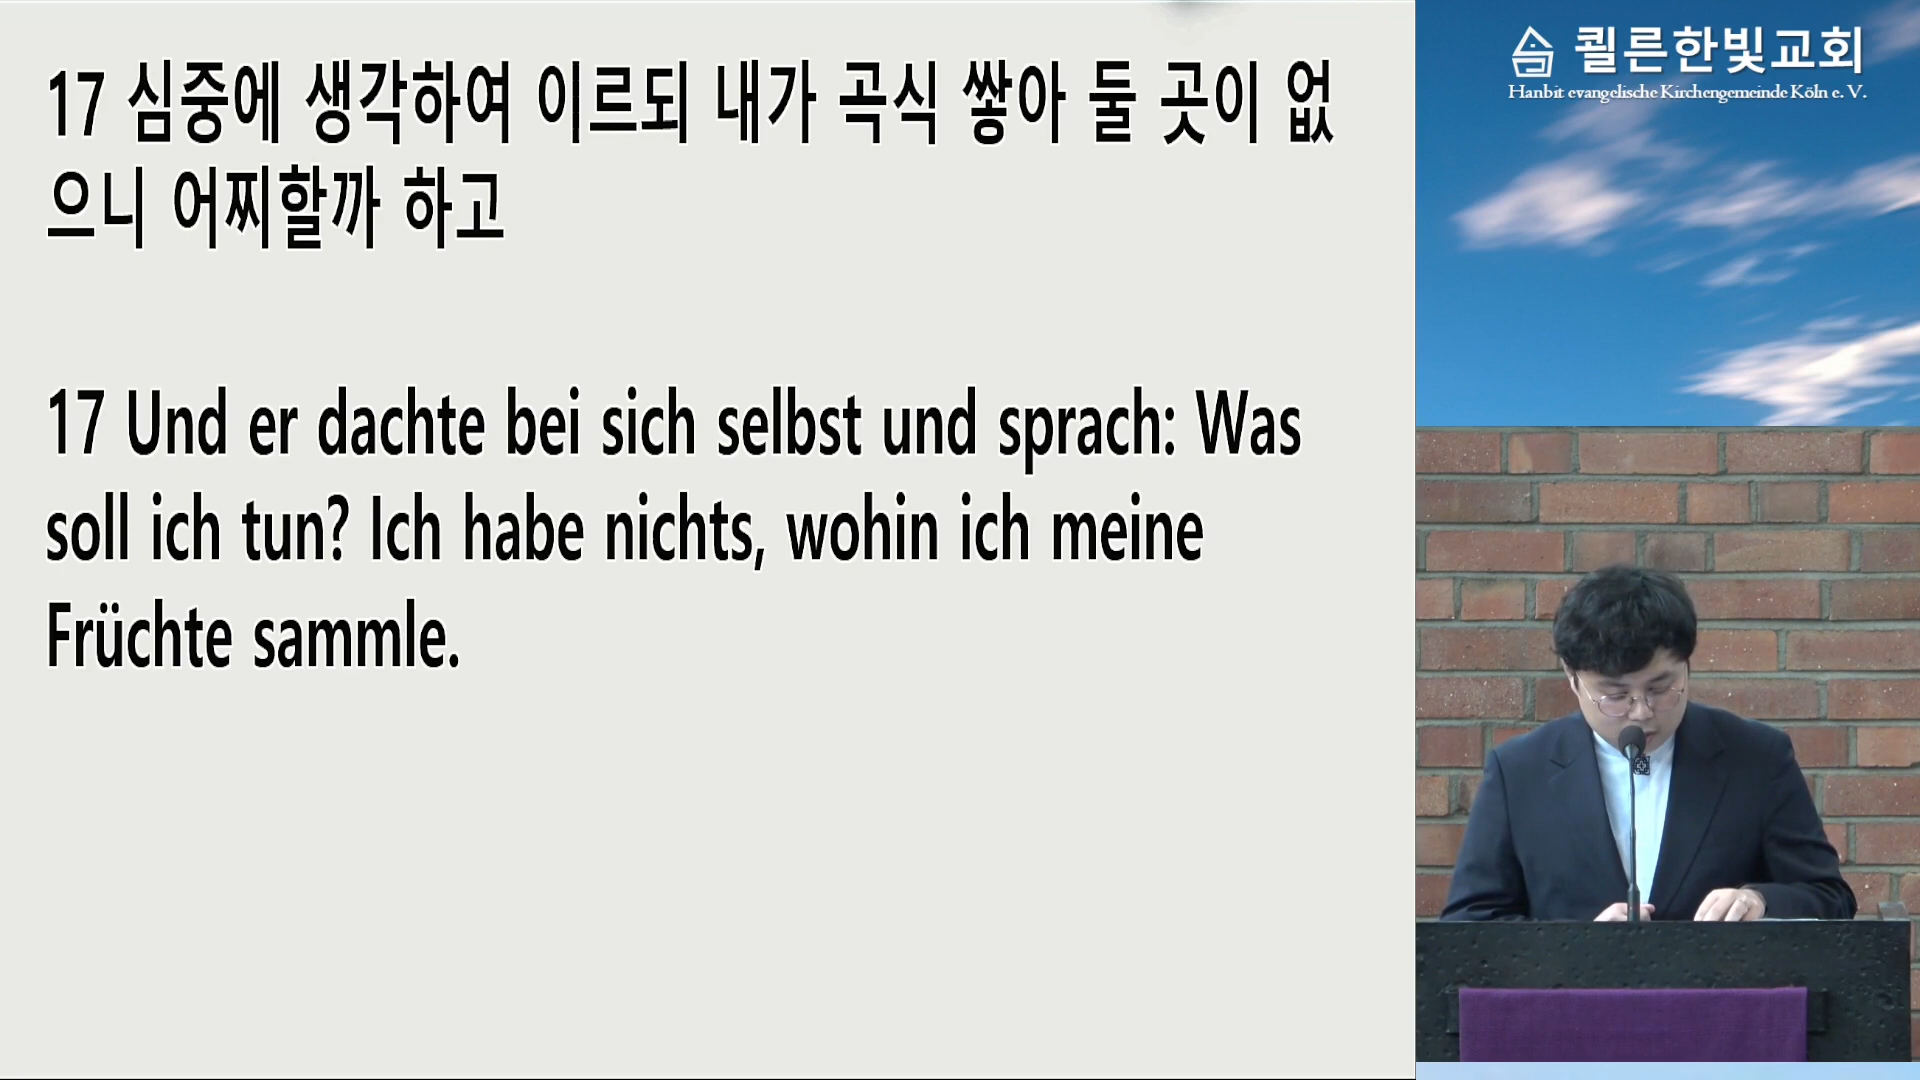 17 심중에 생각하여 이르되 내가 곡식 쌓아 둘 곳이 없
으니 어찌할까 하고
17 Und er dachte bei sich selbst und sprach: Was
soll ich tun? Ich habe nichts, wohin ich meine
Früchte sammle.
쾰른한빛교회
Hanbit evangelische Kirchengemeinde Köln e. V.